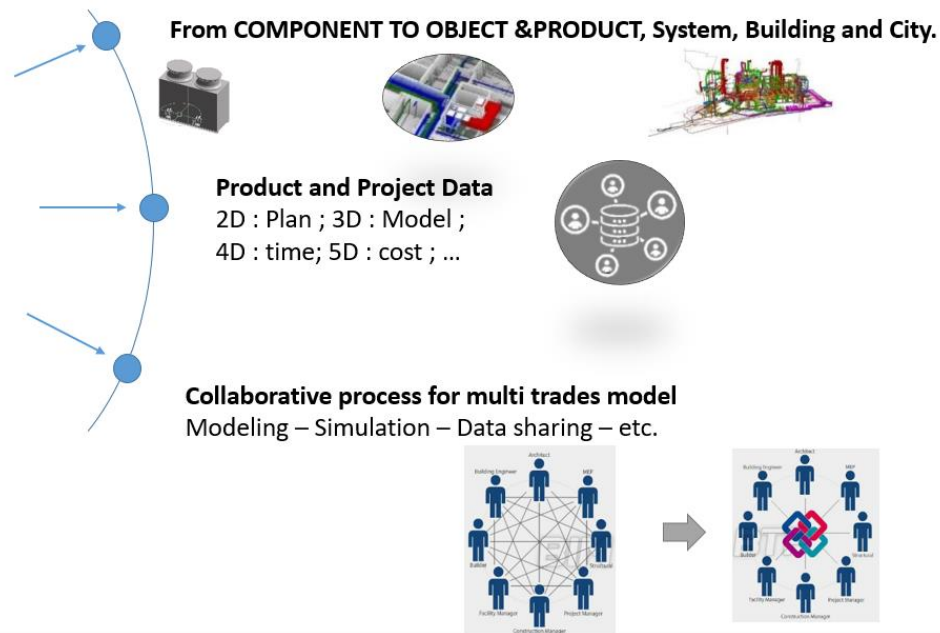 From COMPONENT TO OBJECT &PRODUCT, System, Building and City.
Product and Project Data
2D : Plan ; 3D : Model ;
4D : time; 5D : cost ; ...
Collaborative process for multi trades model
Modeling – Simulation – Data sharing – etc.
Architect
Building Engineer
MEP
Builder
Structural
Facility Manager
Project Manager
Construction Manager
Architect
Building Engineer
MEP
Builder
Structural
Facility Manager
Project Manager
Construction Manager